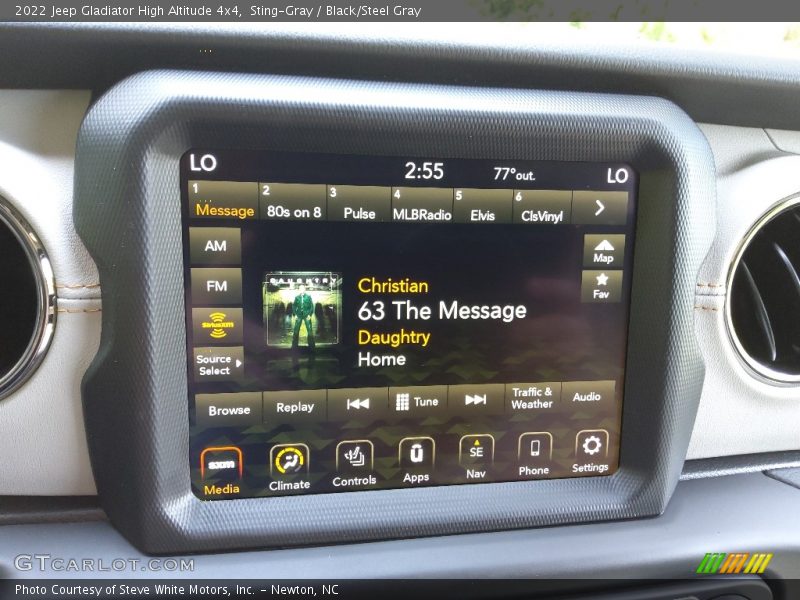 2022 Jeep Gladiator High Altitude 4x4,  Sting-Gray / Black/Steel Gray
LO 2:55 77°out. LO
1 Message 2 80s on 8 3 Pulse 4 MLBRadio 5 Elvis 6 ClsVinyl
AM
Map
FM
Fav
SiriusXM
Source Select
DAUGHTRY
Christian
63 The Message
Daughtry
Home
Browse Replay Tune Traffic & Weather Audio
SXM SE
Media Climate Controls Apps Nav Phone Settings
GTCARLOT.COM
Photo Courtesy of Steve White Motors, Inc. – Newton, NC